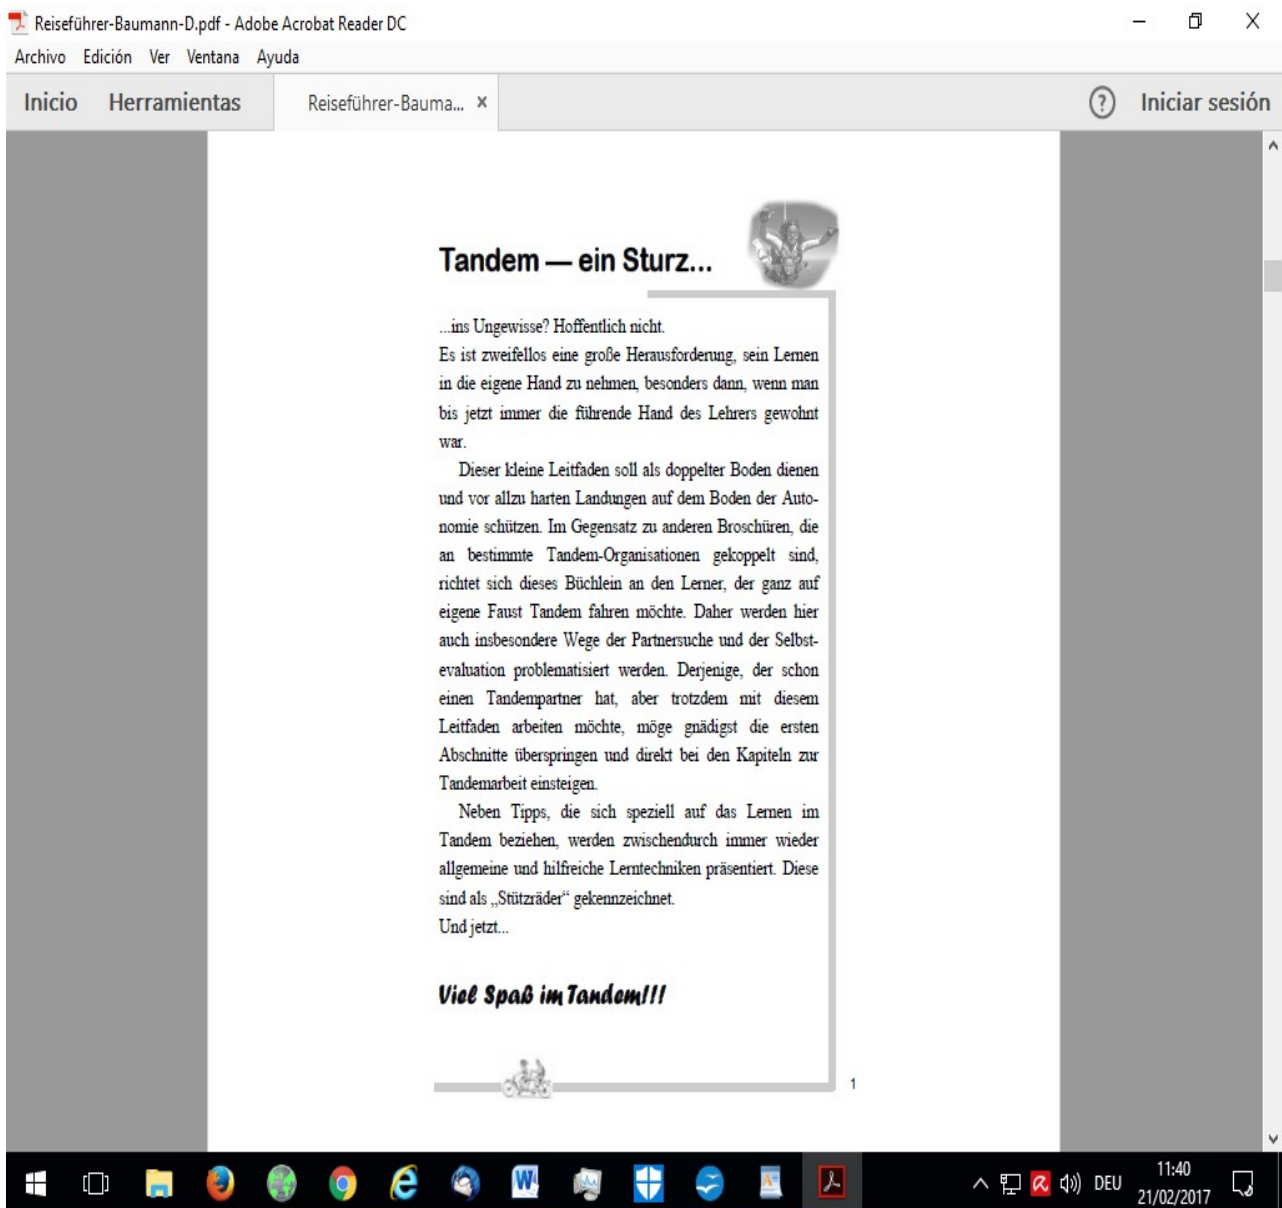 Reiseführer-Baumann-D.pdf - Adobe Acrobat Reader DC
Archivo Edición Ver Ventana Ayuda
Inicio Herramientas Reiseführer-Bauma... × ? Iniciar sesión
Tandem — ein Sturz...
...ins Ungewisse? Hoffentlich nicht.
Es ist zweifellos eine große Herausforderung, sein Lernen
in die eigene Hand zu nehmen, besonders dann, wenn man
bis jetzt immer die führende Hand des Lehrers gewohnt
war.
Dieser kleine Leitfaden soll als doppelter Boden dienen
und vor allzu harten Landungen auf dem Boden der Auto-
nomie schützen. Im Gegensatz zu anderen Broschüren, die
an bestimmte Tandem-Organisationen gekoppelt sind,
richtet sich dieses Büchlein an den Lerner, der ganz auf
eigene Faust Tandem fahren möchte. Daher werden hier
auch insbesondere Wege der Partnersuche und der Selbst-
evaluation problematisiert werden. Derjenige, der schon
einen Tandempartner hat, aber trotzdem mit diesem
Leitfaden arbeiten möchte, möge gnädigst die ersten
Abschnitte überspringen und direkt bei den Kapiteln zur
Tandemarbeit einsteigen.
Neben Tipps, die sich speziell auf das Lernen im
Tandem beziehen, werden zwischendurch immer wieder
allgemeine und hilfreiche Lerntechniken präsentiert. Diese
sind als „Stützräder“ gekennzeichnet.
Und jetzt...
Viel Spaß im Tandem!!!
1
DEU
11:40
21/02/2017